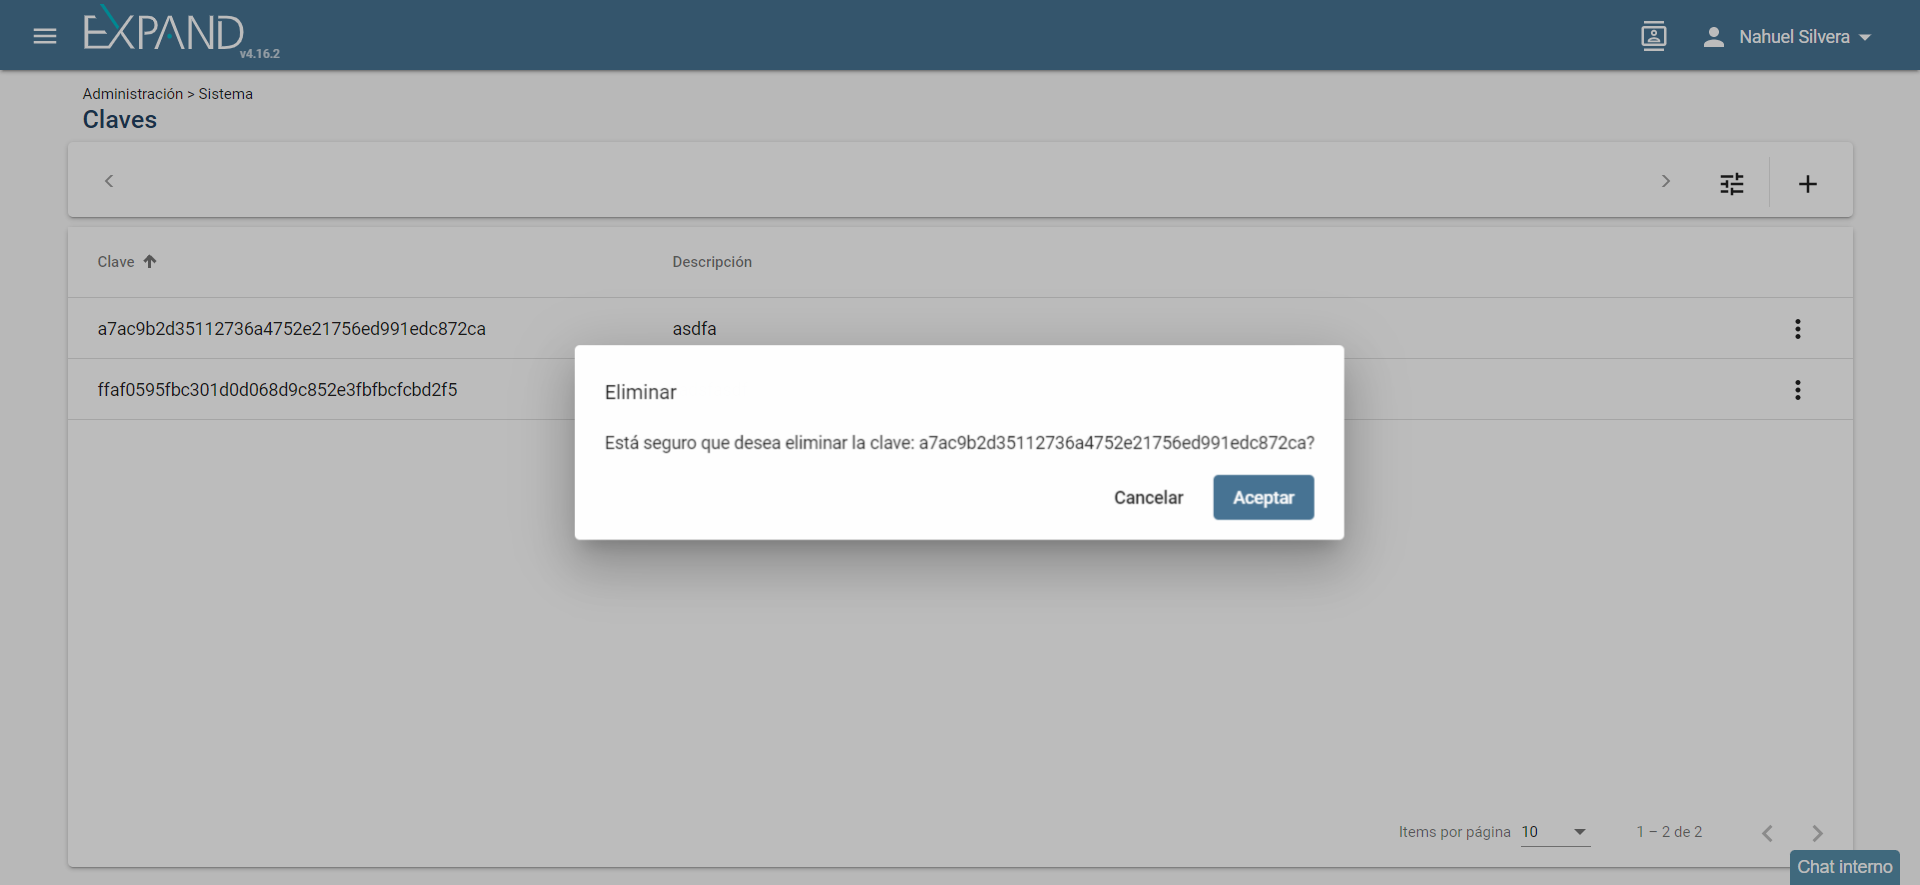 EXPAND
v4.16.2
Nahuel Silvera
Administración > Sistema
Claves
Clave
Descripción
a7ac9b2d35112736a4752e21756ed991edc872ca
asdfa
ffaf0595fbc301d0d068d9c852e3fbfbcfcbd2f5
Eliminar
Está seguro que desea eliminar la clave: a7ac9b2d35112736a4752e21756ed991edc872ca?
Cancelar
Aceptar
Items por página
10
1 – 2 de 2
Chat interno